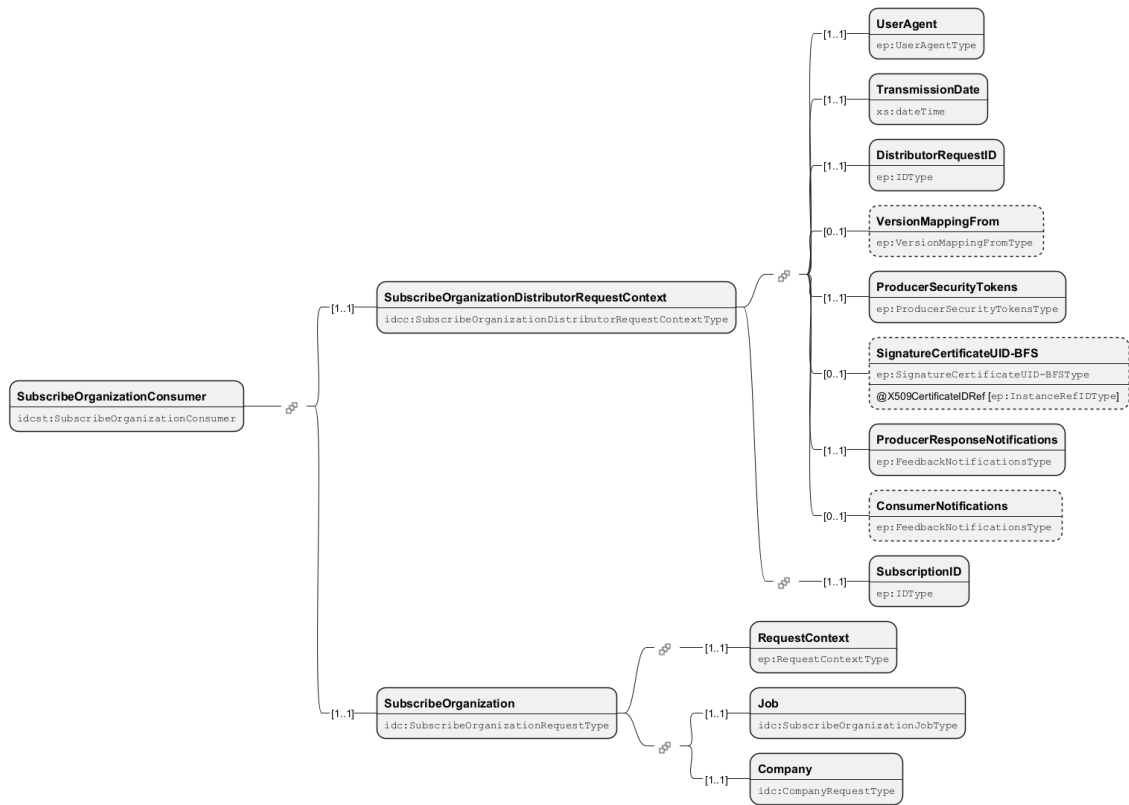 UserAgent
[1..1]
ep:UserAgentType
TransmissionDate
[1..1]
xs:dateTime
DistributorRequestID
[1..1]
ep:IDType
VersionMappingFrom
[0..1]
ep:VersionMappingFromType
SubscribeOrganizationDistributorRequestContext
[1..1]
idcc:SubscribeOrganizationDistributorRequestContextType
ProducerSecurityTokens
[1..1]
ep:ProducerSecurityTokensType
SignatureCertificateUID-BFS
[0..1]
ep:SignatureCertificateUID-BFSType
@X509CertificateIDRef [ep:InstanceRefIDType]
SubscribeOrganizationConsumer
idcst:SubscribeOrganizationConsumer
ProducerResponseNotifications
[1..1]
ep:FeedbackNotificationsType
ConsumerNotifications
[0..1]
ep:FeedbackNotificationsType
SubscriptionID
[1..1]
ep:IDType
RequestContext
[1..1]
ep:RequestContextType
SubscribeOrganization
[1..1]
idc:SubscribeOrganizationRequestType
Job
[1..1]
idc:SubscribeOrganizationJobType
Company
[1..1]
idc:CompanyRequestType